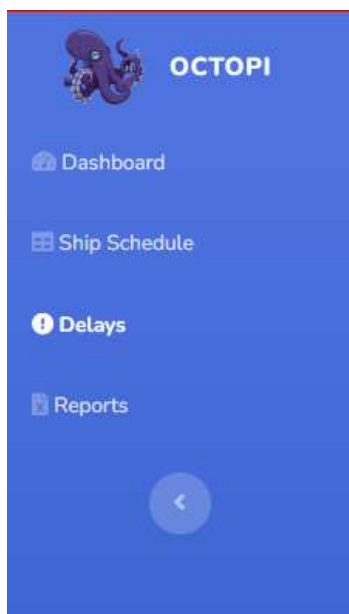 OCTOPI
Dashboard
Ship Schedule
Delays
Reports